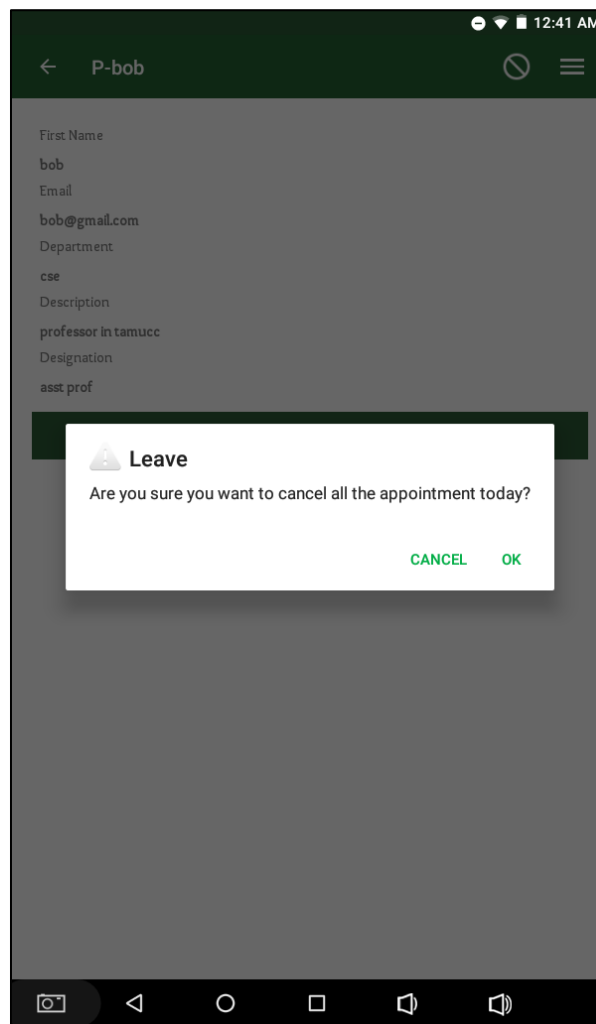 12:41 AM
P-bob
First Name
bob
Email
bob@gmail.com
Department
cse
Description
professor in tamucc
Designation
asst prof
Leave
Are you sure you want to cancel all the appointment today?
CANCEL OK